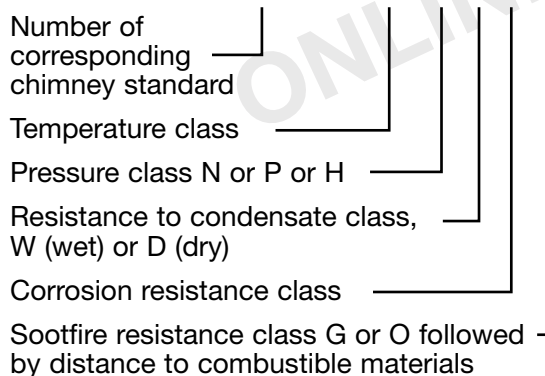 Number of
corresponding
chimney standard
Temperature class
Pressure class N or P or H
Resistance to condensate class,
W (wet) or D (dry)
Corrosion resistance class
Sootfire resistance class G or O followed
by distance to combustible materials